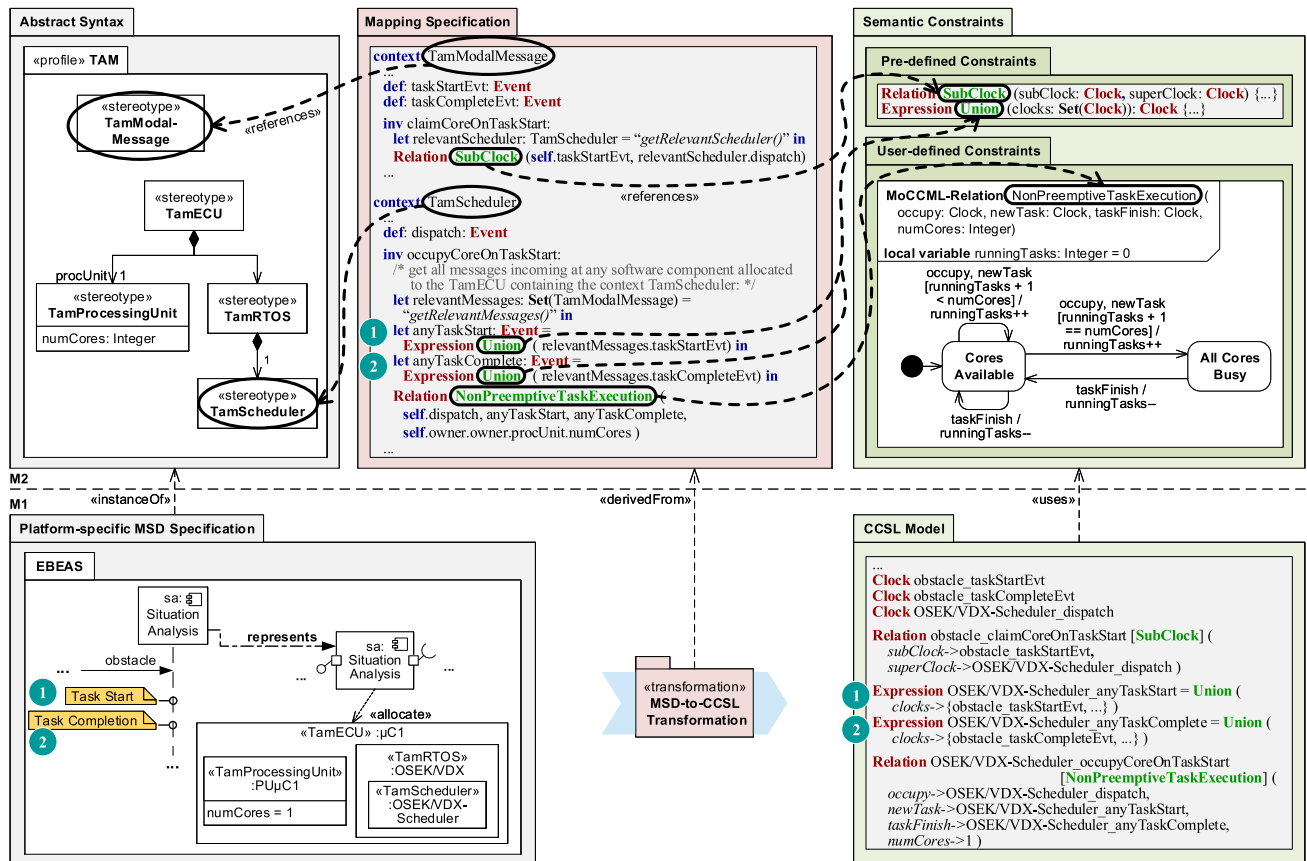 Abstract Syntax
«profile» TAM
«stereotype»
TamModal-
Message
«references»
«stereotype»
TamECU
procUnit 1
«stereotype»
TamProcessingUnit
numCores: Integer
«stereotype»
TamRTOS
1
«stereotype»
TamScheduler
Mapping Specification
context TamModalMessage
...
def: taskStartEvt: Event
def: taskCompleteEvt: Event
inv claimCoreOnTaskStart:
let relevantScheduler: TamScheduler = “getRelevantScheduler()” in
Relation SubClock (self.taskStartEvt, relevantScheduler.dispatch)
...
«references»
context TamScheduler
...
def: dispatch: Event
inv occupyCoreOnTaskStart:
/* get all messages incoming at any software component allocated
to the TamECU containing the context TamScheduler: */
let relevantMessages: Set(TamModalMessage) =
“getRelevantMessages()” in
1 let anyTaskStart: Event =
Expression Union ( relevantMessages.taskStartEvt) in
2 let anyTaskComplete: Event =
Expression Union ( relevantMessages.taskCompleteEvt) in
Relation NonPreemptiveTaskExecution (
self.dispatch, anyTaskStart, anyTaskComplete,
self.owner.owner.procUnit.numCores )
...
Semantic Constraints
Pre-defined Constraints
Relation SubClock (subClock: Clock, superClock: Clock) {...}
Expression Union (clocks: Set(Clock)): Clock {...}
User-defined Constraints
MoCCML-Relation NonPreemptiveTaskExecution (
occupy: Clock, newTask: Clock, taskFinish: Clock,
numCores: Integer)
local variable runningTasks: Integer = 0
occupy, newTask
[runningTasks + 1
< numCores] /
runningTasks++
occupy, newTask
[runningTasks + 1
== numCores] /
runningTasks++
Cores
Available
All Cores
Busy
taskFinish /
runningTasks--
taskFinish /
runningTasks--
M2
M1
«instanceOf»
«derivedFrom»
«uses»
Platform-specific MSD Specification
EBEAS
sa:
Situation
Analysis
represents
sa:
Situation
Analysis
... obstacle
...
...
1 Task Start
Task Completion
2
...
«allocate»
«TamECU» :µC1
«TamProcessingUnit»
:PUµC1
numCores = 1
«TamRTOS»
:OSEK/VDX
«TamScheduler»
:OSEK/VDX-
Scheduler
«transformation»
MSD-to-CCSL
Transformation
CCSL Model
...
Clock obstacle_taskStartEvt
Clock obstacle_taskCompleteEvt
Clock OSEK/VDX-Scheduler_dispatch
Relation obstacle_claimCoreOnTaskStart [SubClock] (
subClock->obstacle_taskStartEvt,
superClock->OSEK/VDX-Scheduler_dispatch )
1 Expression OSEK/VDX-Scheduler_anyTaskStart = Union (
clocks->{obstacle_taskStartEvt, ...} )
2 Expression OSEK/VDX-Scheduler_anyTaskComplete = Union (
clocks->{obstacle_taskCompleteEvt, ...} )
Relation OSEK/VDX-Scheduler_occupyCoreOnTaskStart
[NonPreemptiveTaskExecution] (
occupy->OSEK/VDX-Scheduler_dispatch,
newTask->OSEK/VDX-Scheduler_anyTaskStart,
taskFinish->OSEK/VDX-Scheduler_anyTaskComplete,
numCores->1 )
...